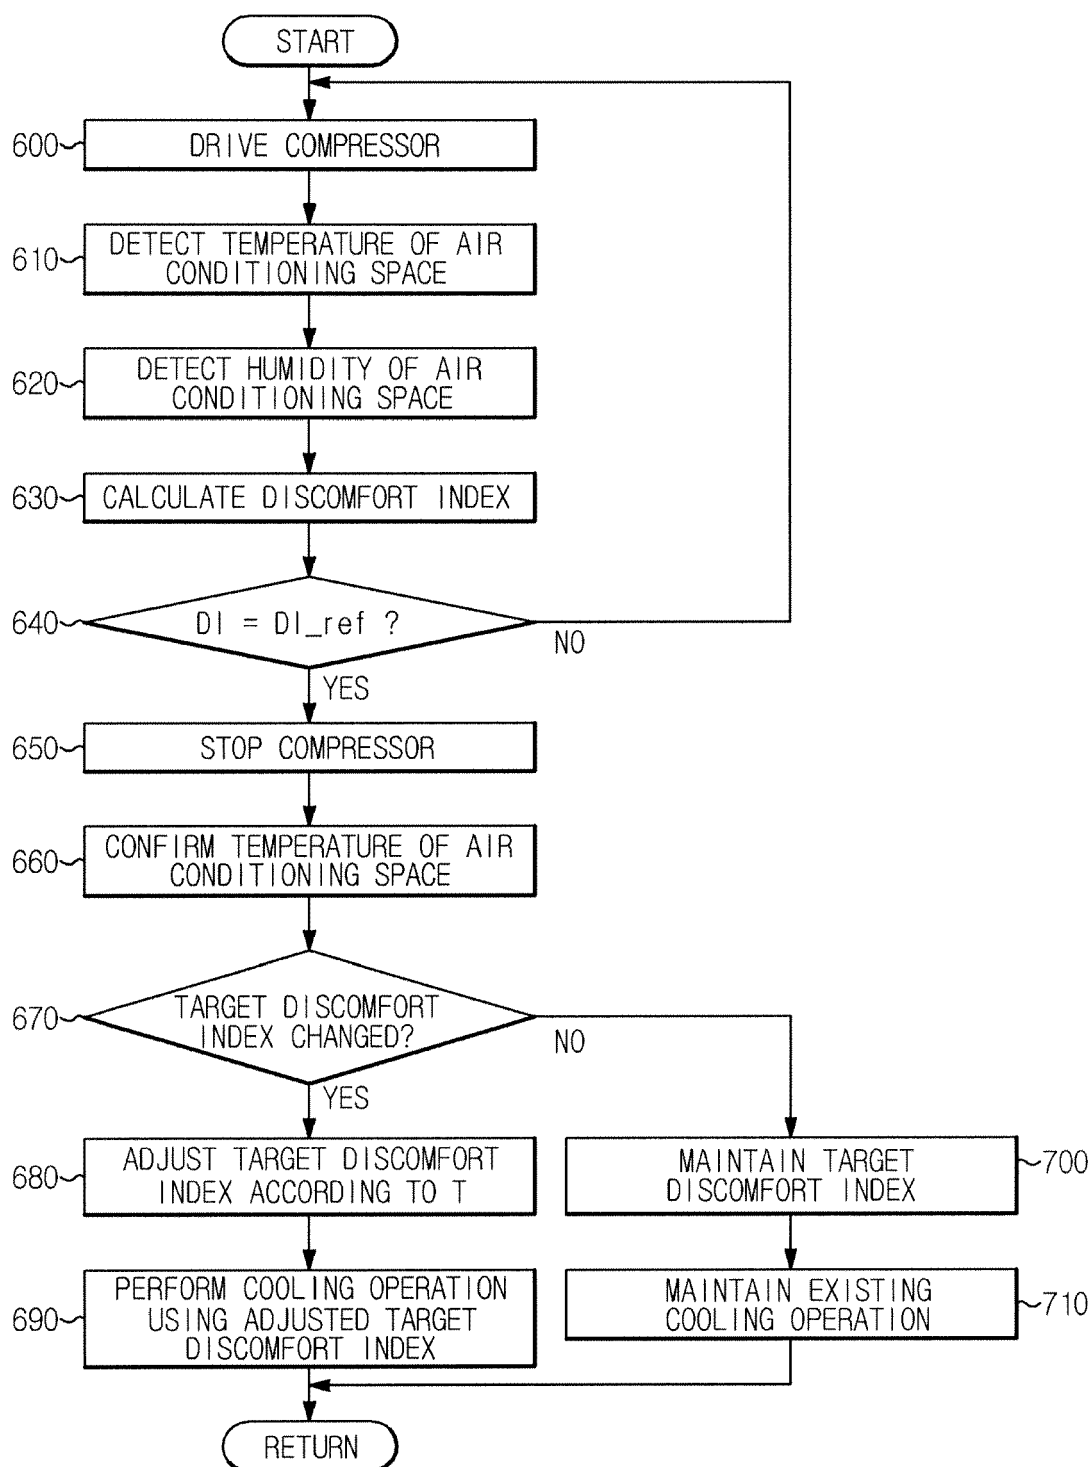 START
600
DRIVE COMPRESSOR
610
DETECT TEMPERATURE OF AIR
CONDITIONING SPACE
620
DETECT HUMIDITY OF AIR
CONDITIONING SPACE
630
CALCULATE DISCOMFORT INDEX
640
DI = DI_ref ?
NO
YES
650
STOP COMPRESSOR
660
CONFIRM TEMPERATURE OF AIR
CONDITIONING SPACE
670
TARGET DISCOMFORT
INDEX CHANGED?
NO
YES
680
ADJUST TARGET DISCOMFORT
INDEX ACCORDING TO T
MAINTAIN TARGET
DISCOMFORT INDEX
700
690
PERFORM COOLING OPERATION
USING ADJUSTED TARGET
DISCOMFORT INDEX
MAINTAIN EXISTING
COOLING OPERATION
710
RETURN